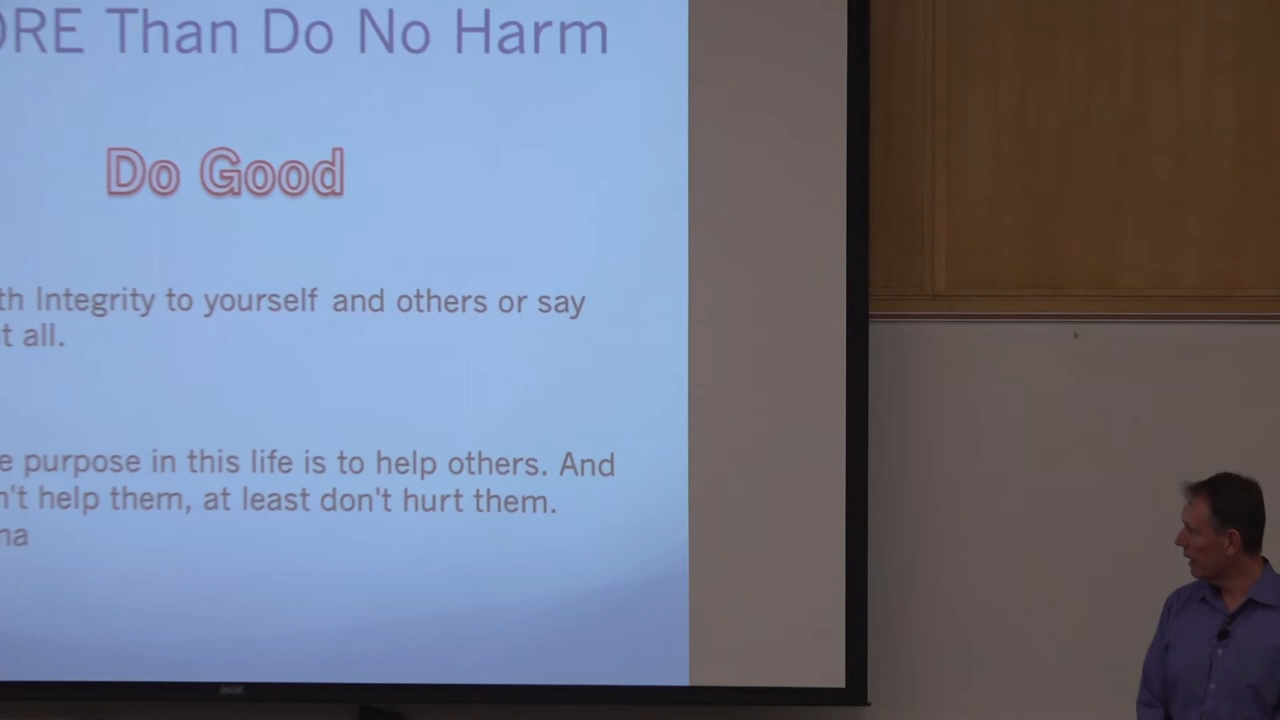 ORE Than Do No Harm
Do Good
th Integrity to yourself and others or say
t all.
e purpose in this life is to help others. And
n't help them, at least don't hurt them.
na